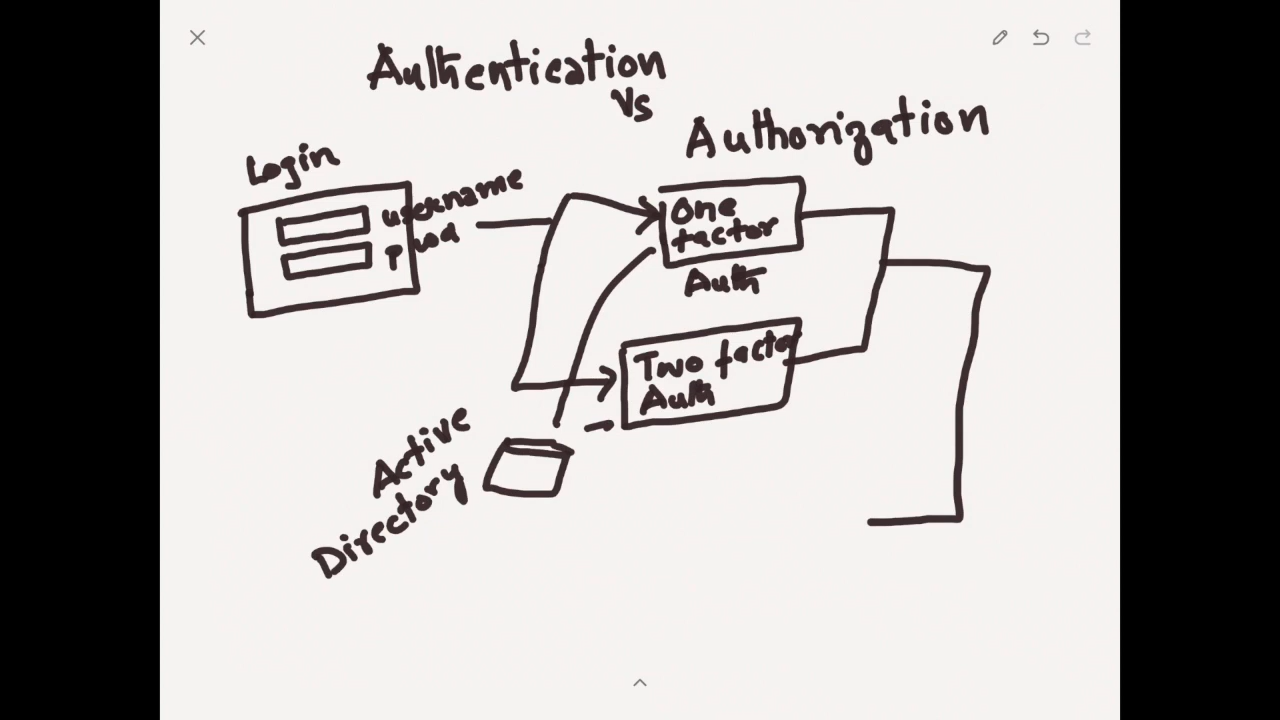 Authentication
Vs
Authorization
Login
username
pwd
One
factor
Auth
Two factor
Auth
Active
Directory